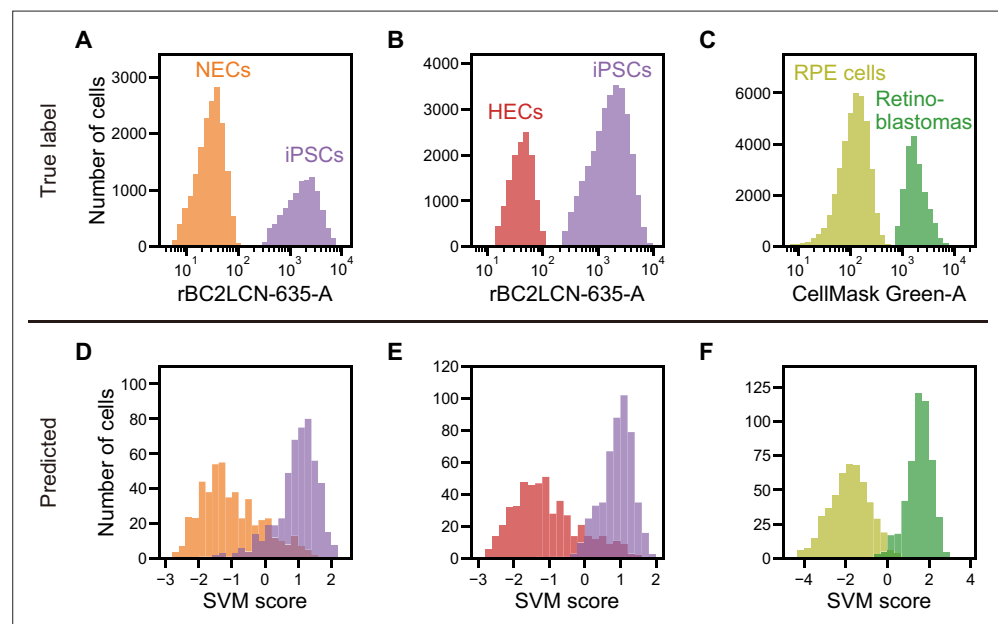 A
B
C
True label
Number of cells
3000
2000
1000
0
NECs
iPSCs
10¹ 10² 10³ 10⁴
rBC2LCN-635-A
4000
3000
2000
1000
0
HECs
iPSCs
10¹ 10² 10³ 10⁴
rBC2LCN-635-A
6000
4000
2000
0
RPE cells
Retino-
blastomas
10¹ 10² 10³ 10⁴
CellMask Green-A
D
E
F
Predicted
Number of cells
100
80
60
40
20
0
−3 −2 −1 0 1 2
SVM score
120
100
80
60
40
20
0
−3 −2 −1 0 1 2
SVM score
125
100
75
50
25
0
−4 −2 0 2 4
SVM score